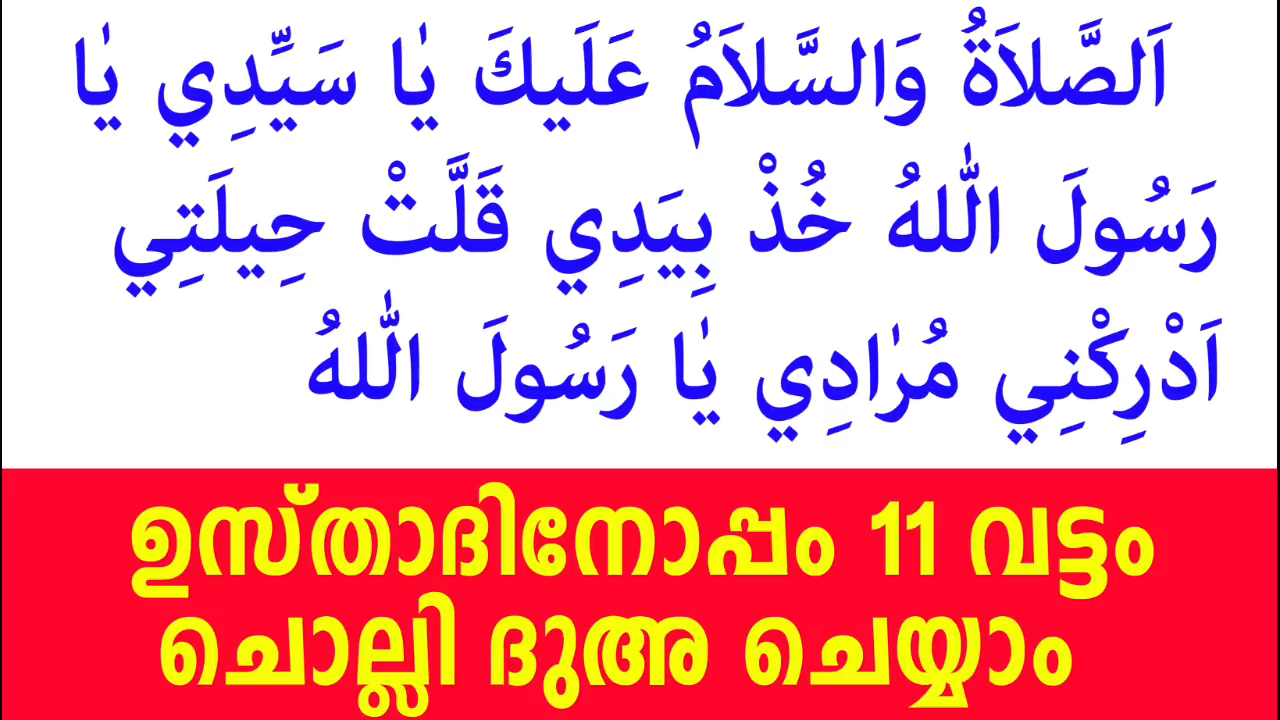 اَلصَّلاَةُ وَالسَّلاَمُ عَلَيكَ يٰا سَيِّدِي يٰا
رَسُولَ اللّٰهُ خُذْ بِيَدِي قَلَّتْ حِيلَتِي
اَدْرِكْنِي مُرٰادِي يٰا رَسُولَ اللّٰهُ
ഉസ്താദിനോപ്പം 11 വട്ടം
ചൊല്ലി ദുഅ ചെയ്യാം